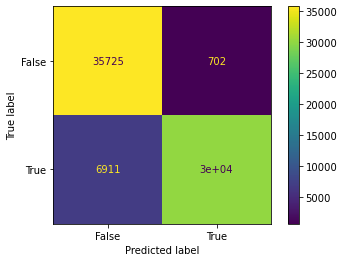 35000
False
35725
702
30000
25000
True label
20000
15000
True
6911
3e+04
10000
5000
False
True
Predicted label